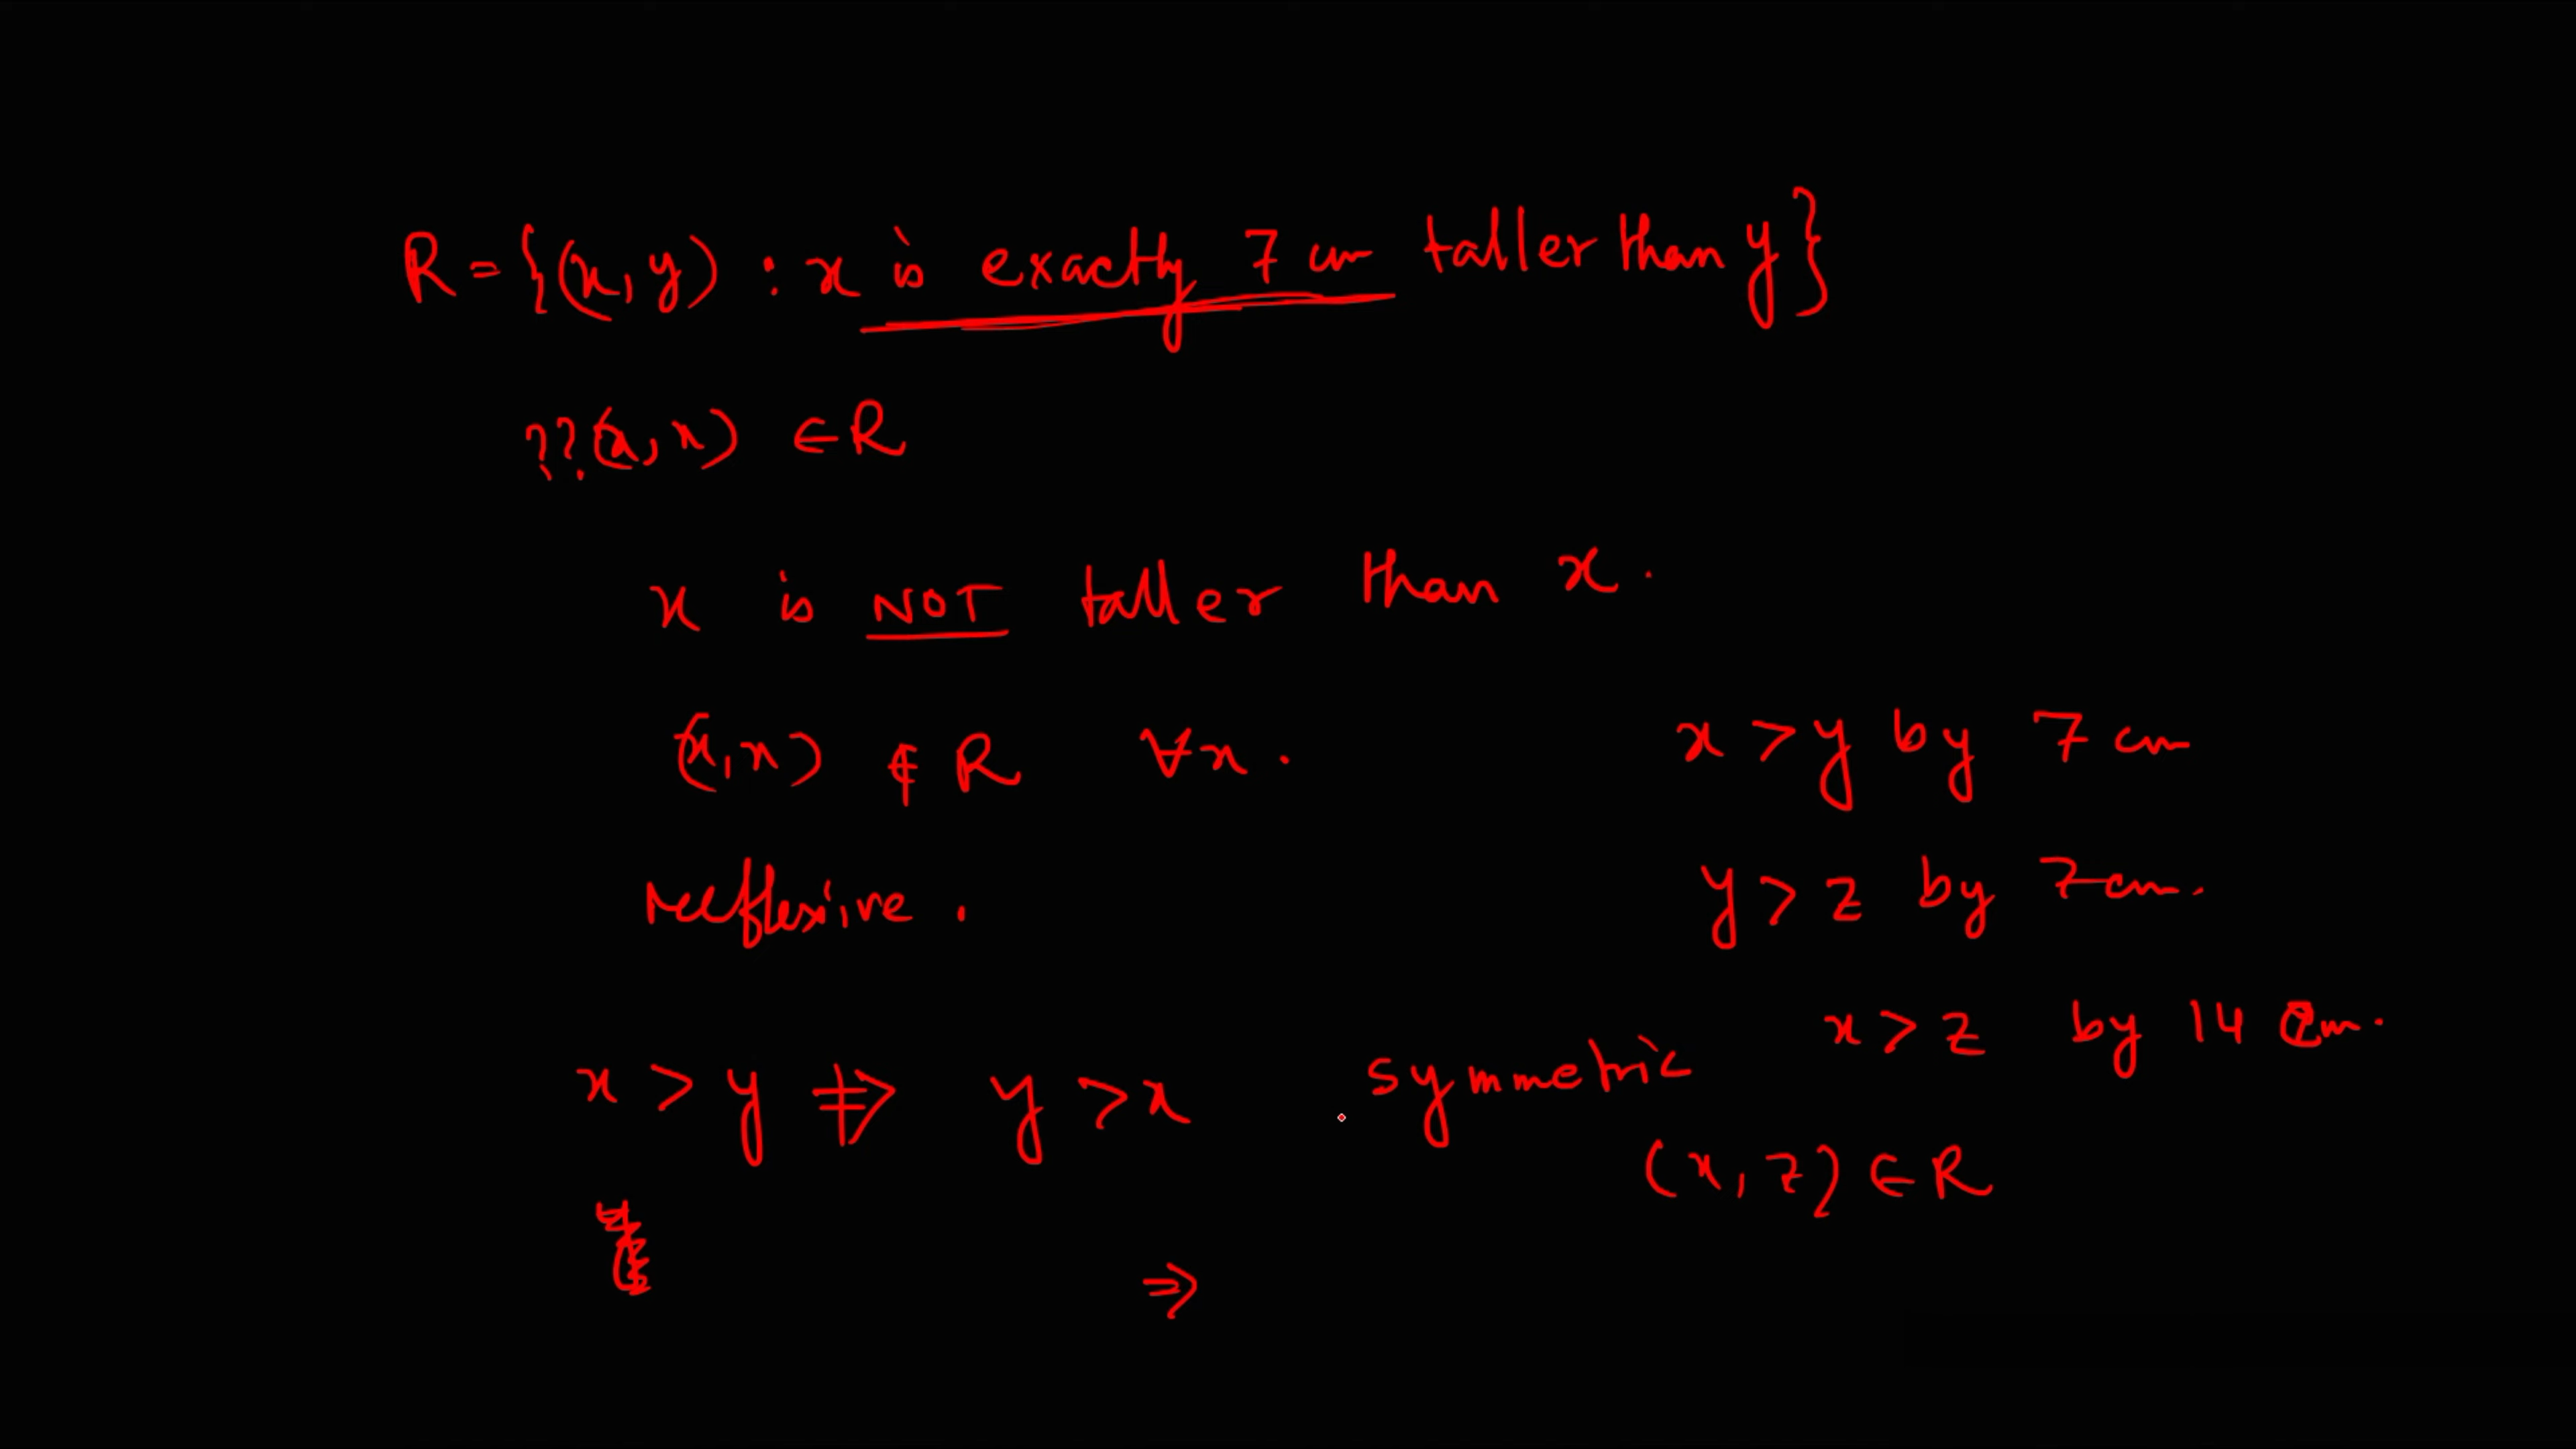 R = {(x, y) : x is exactly 7 cm taller than y}
??(x, x) ∈ R
x is NOT taller than x.
(x, x) ∉ R ∀x.
reflexive.
x > y ⇏ y > x symmetric
⇒
x > y by 7 cm
y > z by 7 cm.
x > z by 14 cm.
(x, z) ∈ R